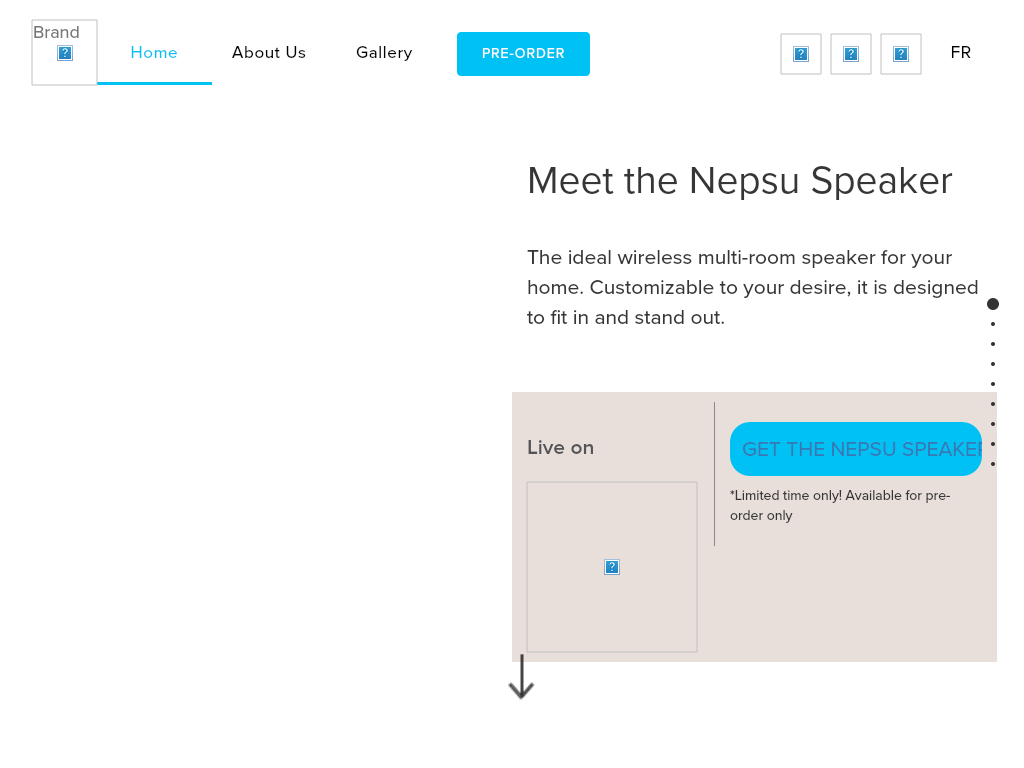 Brand
Home
About Us
Gallery
PRE-ORDER
FR
Meet the Nepsu Speaker
The ideal wireless multi-room speaker for your
home. Customizable to your desire, it is designed
to fit in and stand out.
Live on
GET THE NEPSU SPEAKER
*Limited time only! Available for pre-
order only